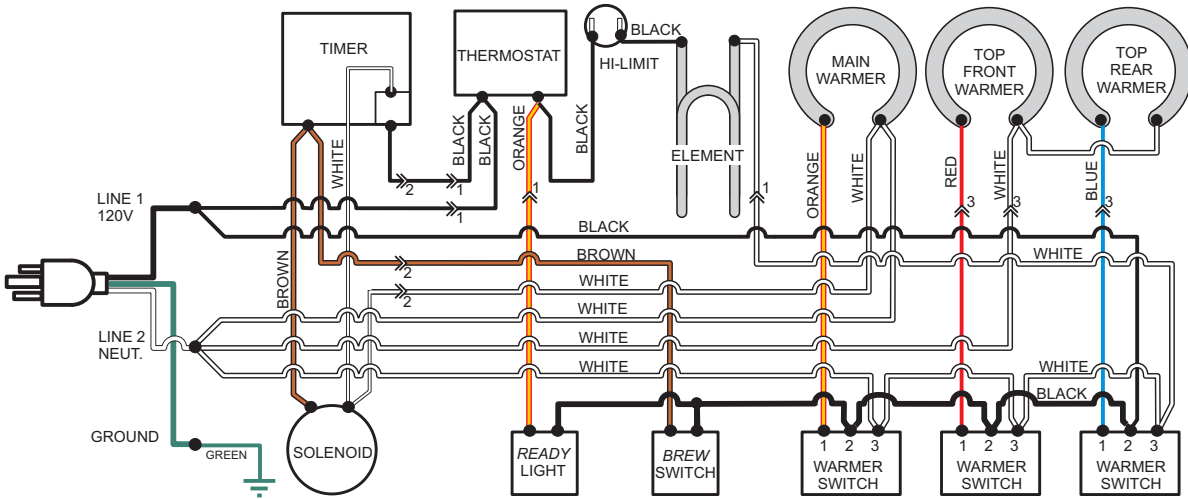 TIMER
THERMOSTAT
BLACK
HI-LIMIT
MAIN
WARMER
TOP
FRONT
WARMER
TOP
REAR
WARMER
ELEMENT
WHITE
BLACK
BLACK
ORANGE
BLACK
ORANGE
WHITE
RED
WHITE
BLUE
2
1
1
1
1
3
3
3
LINE 1
120V
BLACK
BROWN
BROWN
2
WHITE
WHITE
2
WHITE
WHITE
WHITE
LINE 2
NEUT.
WHITE
BLACK
GROUND
GREEN
SOLENOID
READY
LIGHT
BREW
SWITCH
1 2 3
WARMER
SWITCH
1 2 3
WARMER
SWITCH
1 2 3
WARMER
SWITCH